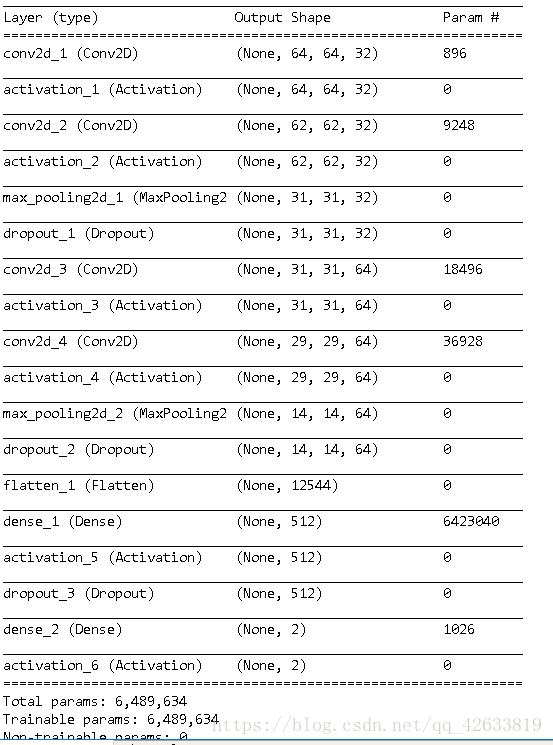 Layer (type) Output Shape Param #
=================================================================
conv2d_1 (Conv2D) (None, 64, 64, 32) 896
activation_1 (Activation) (None, 64, 64, 32) 0
conv2d_2 (Conv2D) (None, 62, 62, 32) 9248
activation_2 (Activation) (None, 62, 62, 32) 0
max_pooling2d_1 (MaxPooling2 (None, 31, 31, 32) 0
dropout_1 (Dropout) (None, 31, 31, 32) 0
conv2d_3 (Conv2D) (None, 31, 31, 64) 18496
activation_3 (Activation) (None, 31, 31, 64) 0
conv2d_4 (Conv2D) (None, 29, 29, 64) 36928
activation_4 (Activation) (None, 29, 29, 64) 0
max_pooling2d_2 (MaxPooling2 (None, 14, 14, 64) 0
dropout_2 (Dropout) (None, 14, 14, 64) 0
flatten_1 (Flatten) (None, 12544) 0
dense_1 (Dense) (None, 512) 6423040
activation_5 (Activation) (None, 512) 0
dropout_3 (Dropout) (None, 512) 0
dense_2 (Dense) (None, 2) 1026
activation_6 (Activation) (None, 2) 0
=================================================================
Total params: 6,489,634
Trainable params: 6,489,634
https://blog.csdn.net/qq_42633819
Non-trainable params: 0